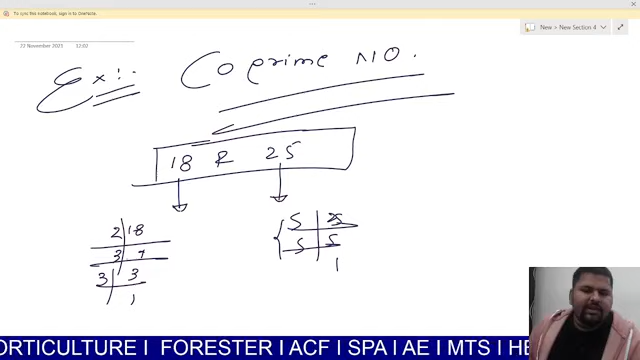 To sync this notebook, sign in to OneNote.
New > New Section 4
22 November 2021 12:02
Ex:- Coprime NO.
18 R 25
2 18
3 9
3 3
1
5 25
5 5
1
ORTICULTURE I FORESTER I ACF I SPA I AE I MTS I HE